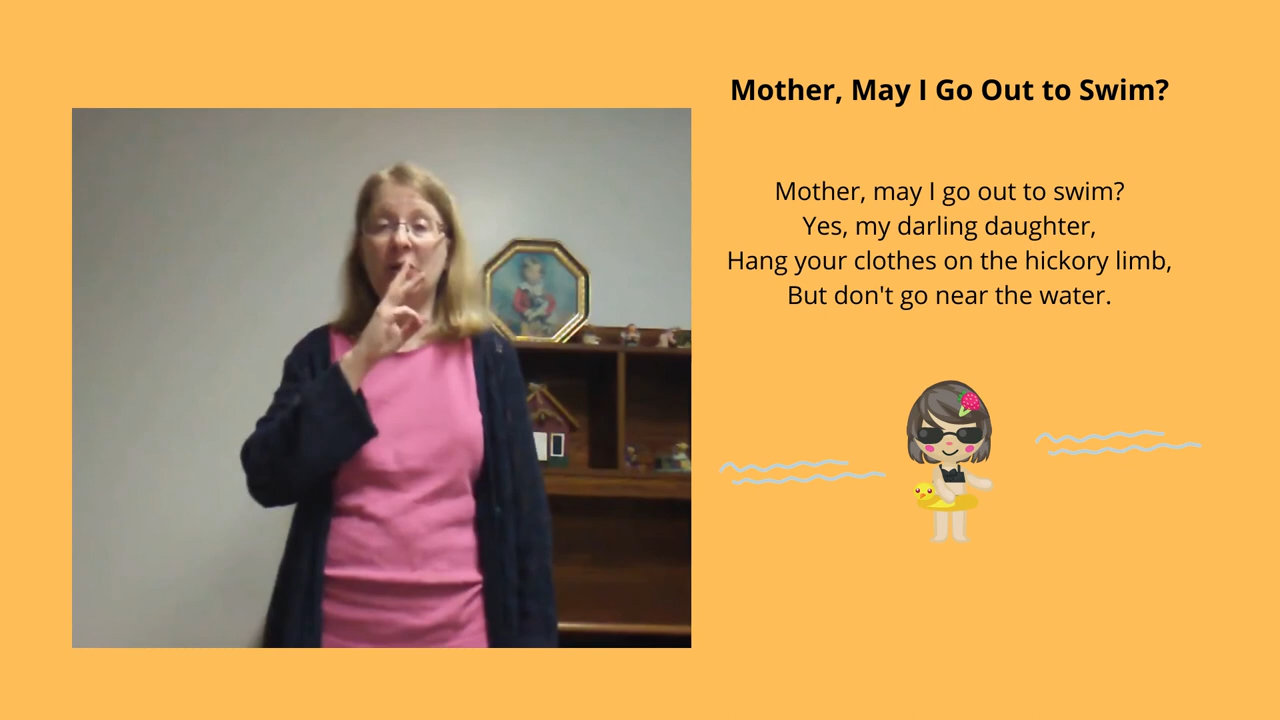 Mother, May I Go Out to Swim?
Mother, may I go out to swim?
Yes, my darling daughter,
Hang your clothes on the hickory limb,
But don't go near the water.